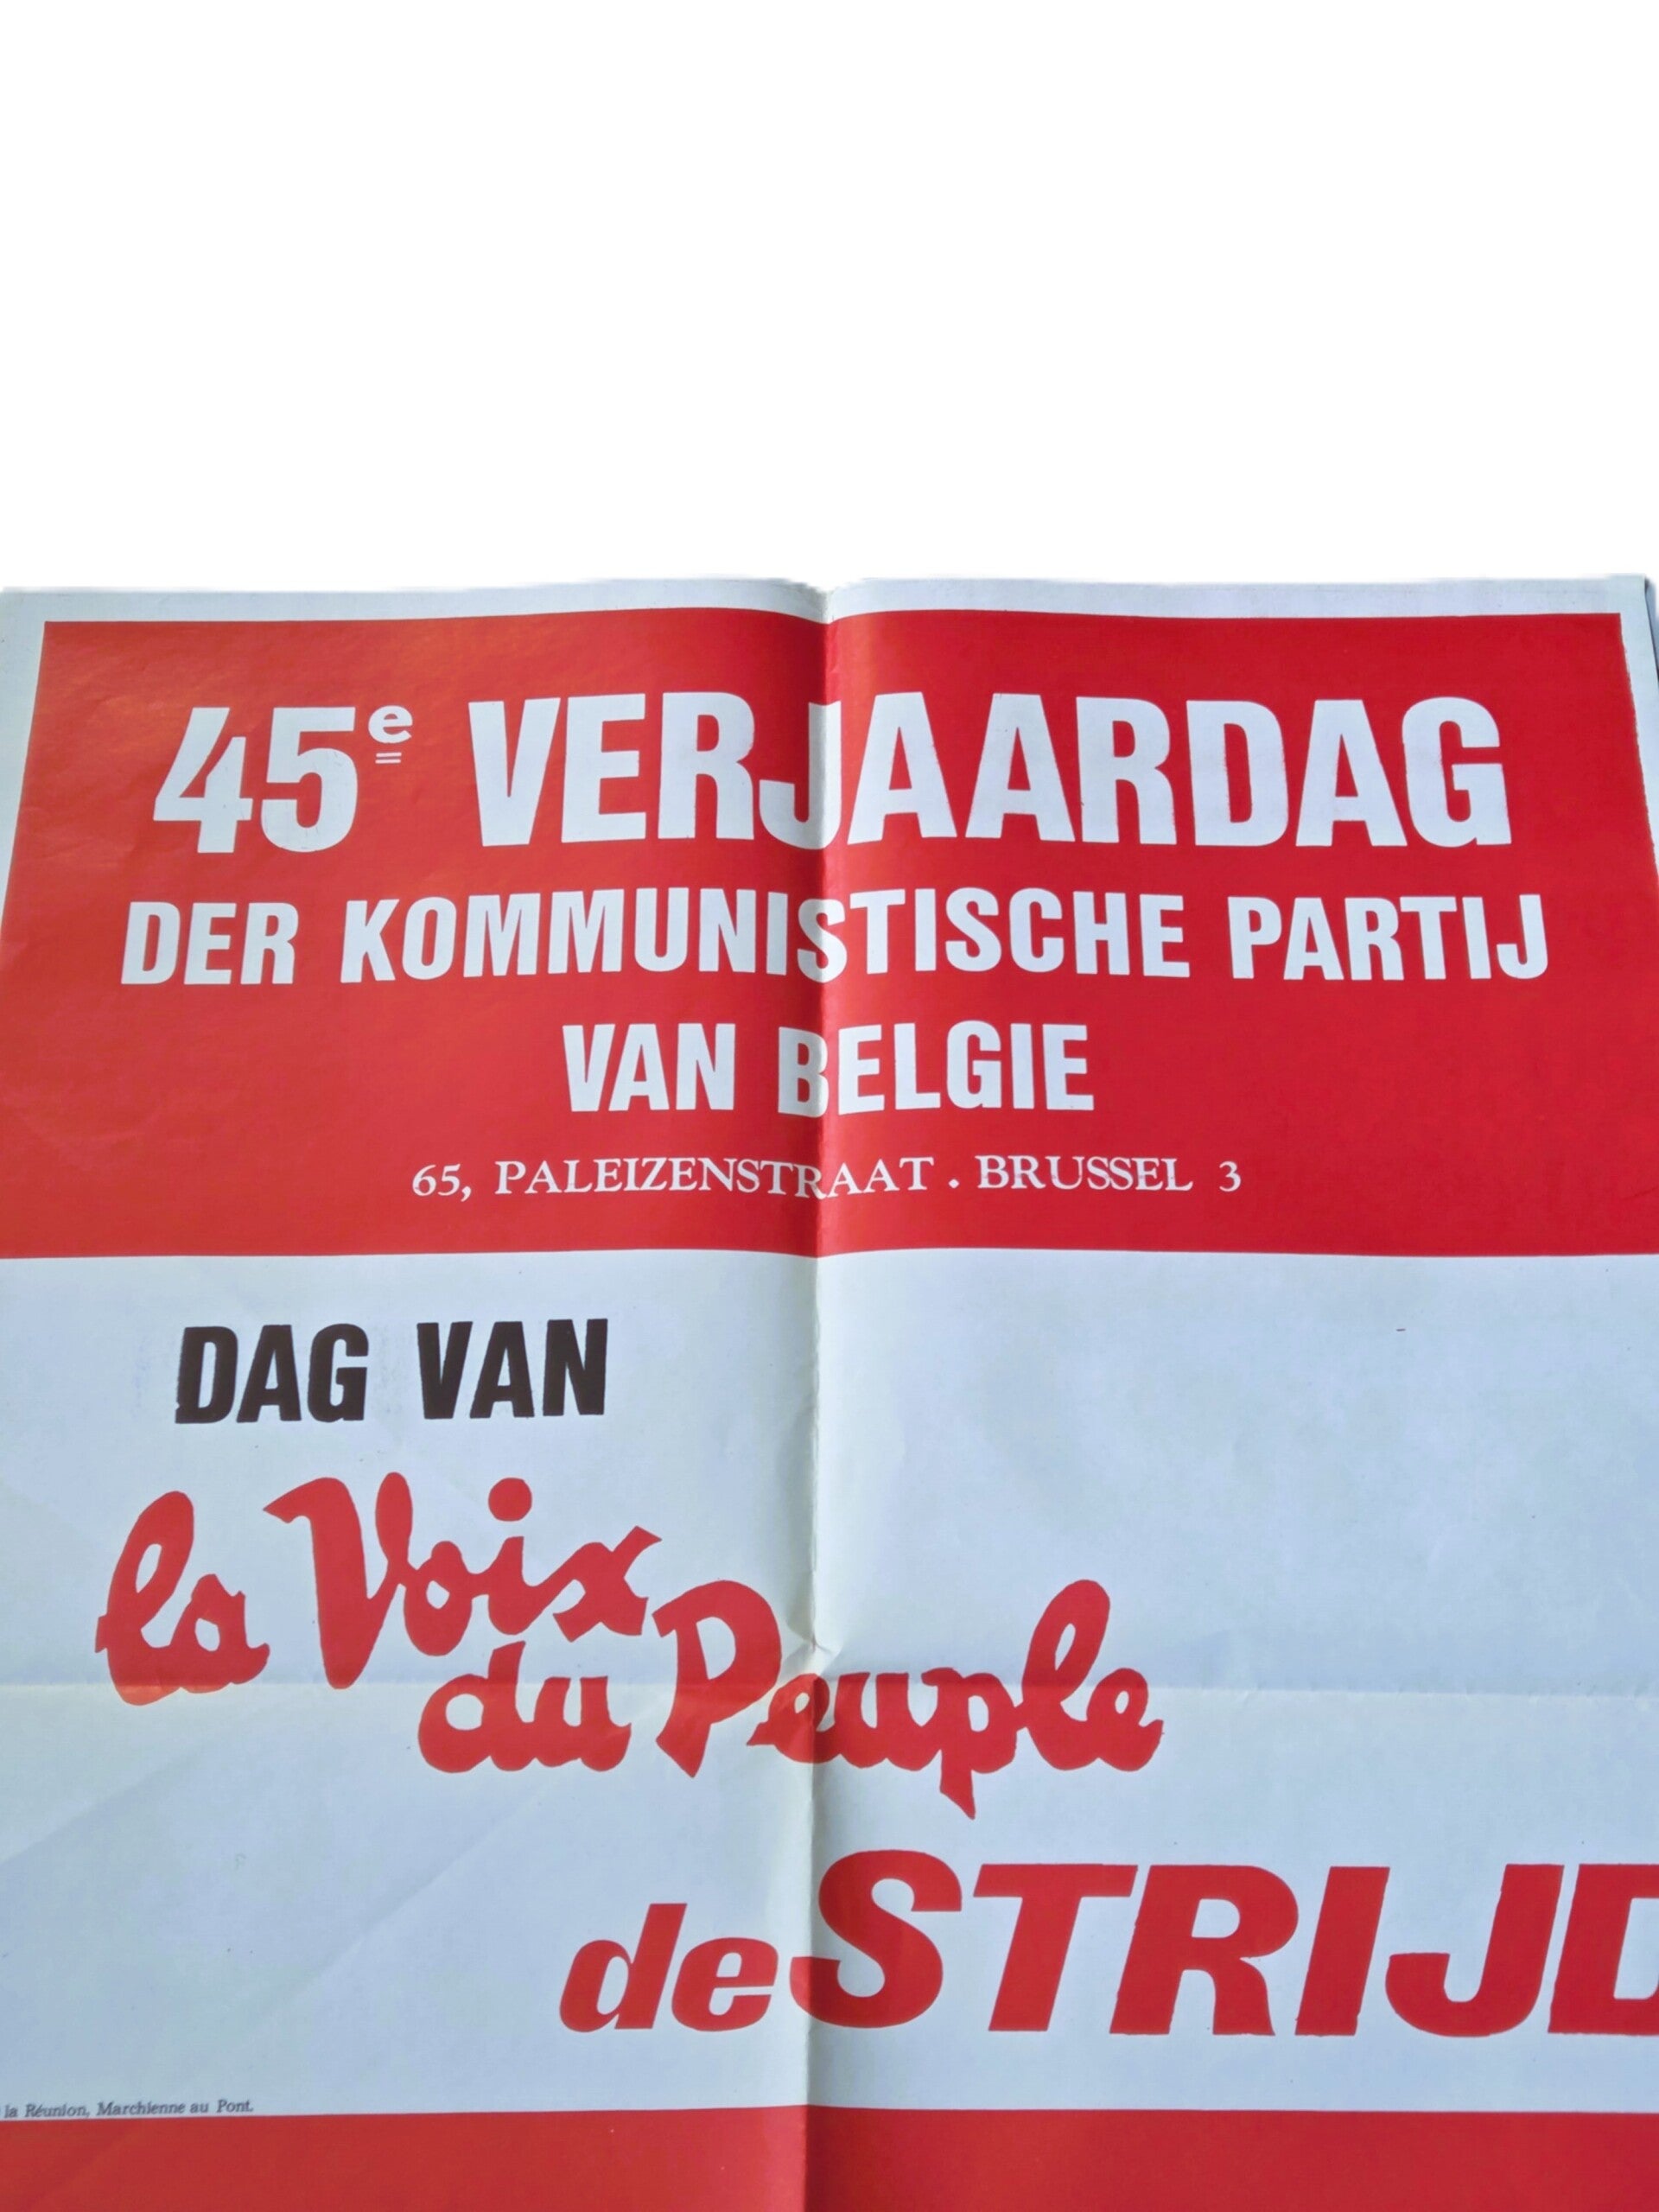 45e VERJAARDAG
DER KOMMUNISTISCHE PARTIJ
VAN BELGIE
65, PALEIZENSTRAAT . BRUSSEL 3
DAG VAN
la Voix
du Peuple
de STRIJD
la Réunion, Marchienne au Pont.